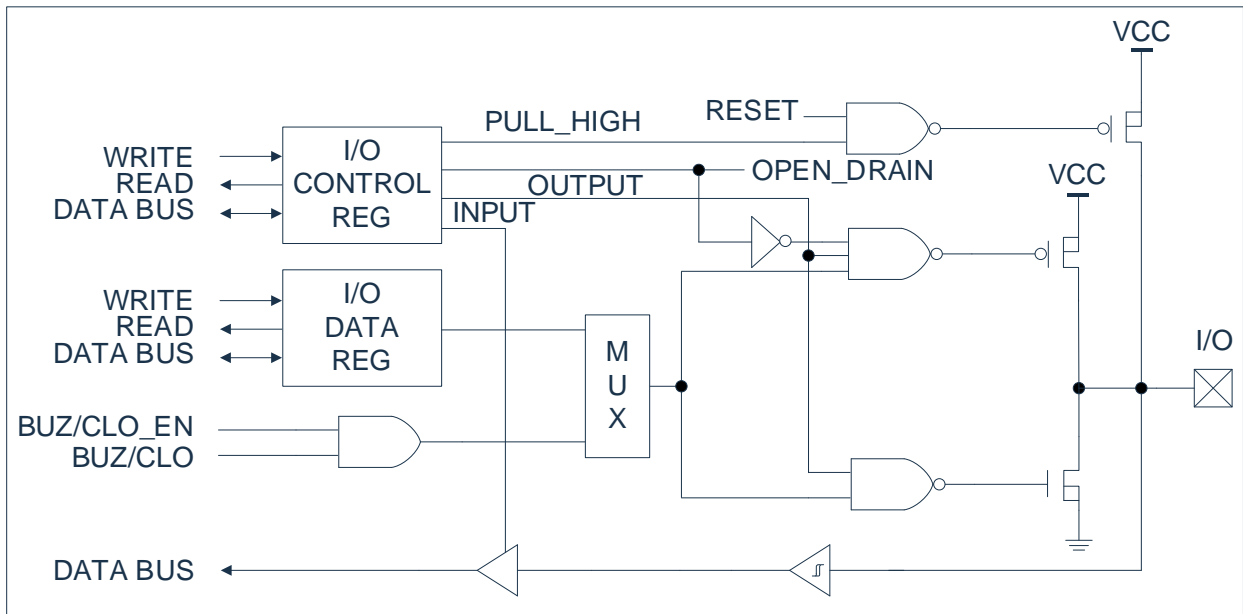 VCC
RESET
PULL_HIGH
I/O
CONTROL
REG
WRITE
READ
DATA BUS
OPEN_DRAIN
OUTPUT
INPUT
VCC
I/O
DATA
REG
WRITE
READ
DATA BUS
M
U
X
I/O
BUZ/CLO_EN
BUZ/CLO
DATA BUS